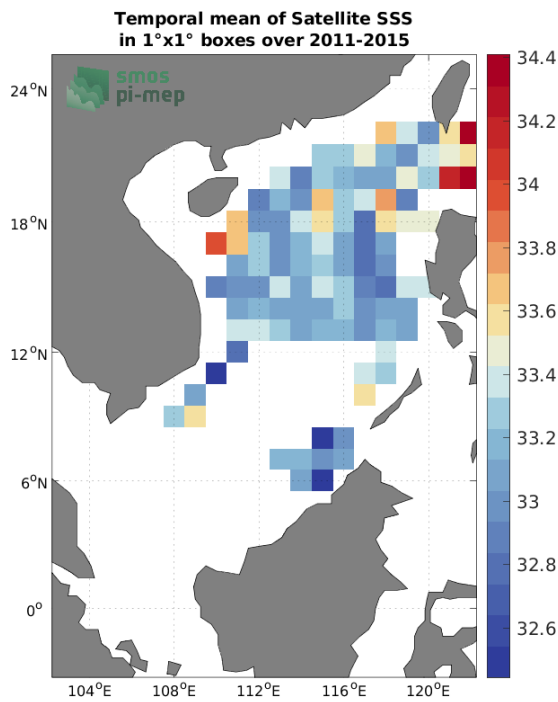 Temporal mean of Satellite SSS
in 1°x1° boxes over 2011-2015
smos
pi-mep
24°N
18°N
12°N
6°N
0°
104°E 108°E 112°E 116°E 120°E
34.4
34.2
34
33.8
33.6
33.4
33.2
33
32.8
32.6